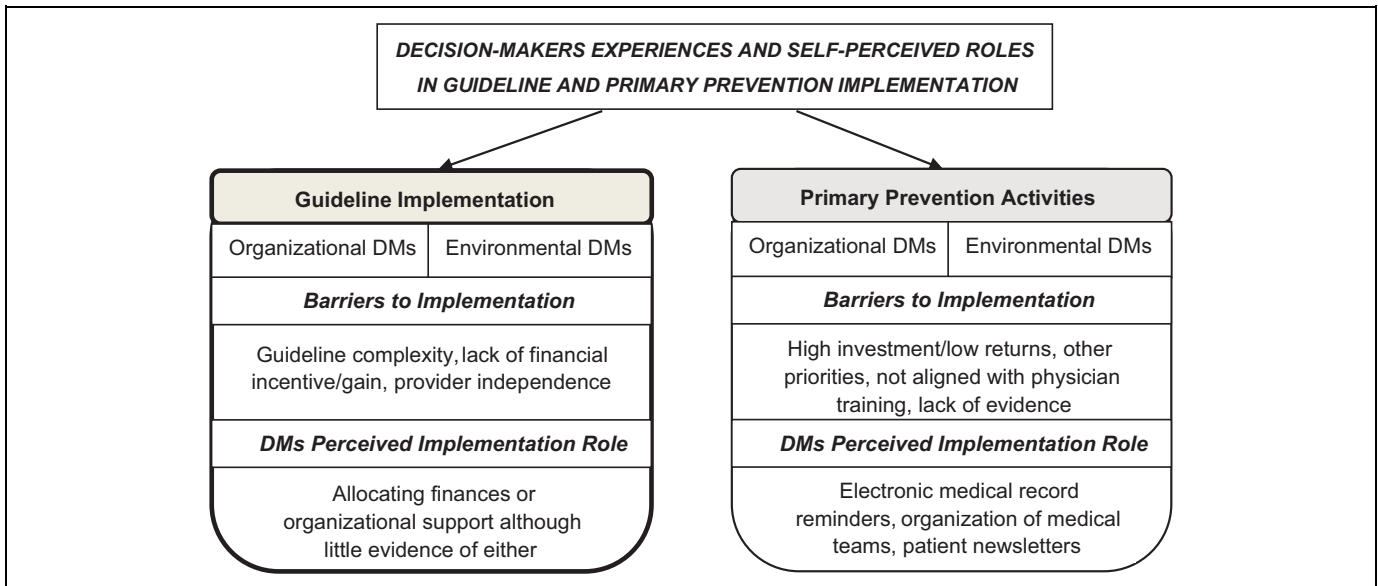 DECISION-MAKERS EXPERIENCES AND SELF-PERCEIVED ROLES
IN GUIDELINE AND PRIMARY PREVENTION IMPLEMENTATION
Guideline Implementation
Organizational DMs
Environmental DMs
Barriers to Implementation
Guideline complexity, lack of financial
incentive/gain, provider independence
DMs Perceived Implementation Role
Allocating finances or
organizational support although
little evidence of either
Primary Prevention Activities
Organizational DMs
Environmental DMs
Barriers to Implementation
High investment/low returns, other
priorities, not aligned with physician
training, lack of evidence
DMs Perceived Implementation Role
Electronic medical record
reminders, organization of medical
teams, patient newsletters